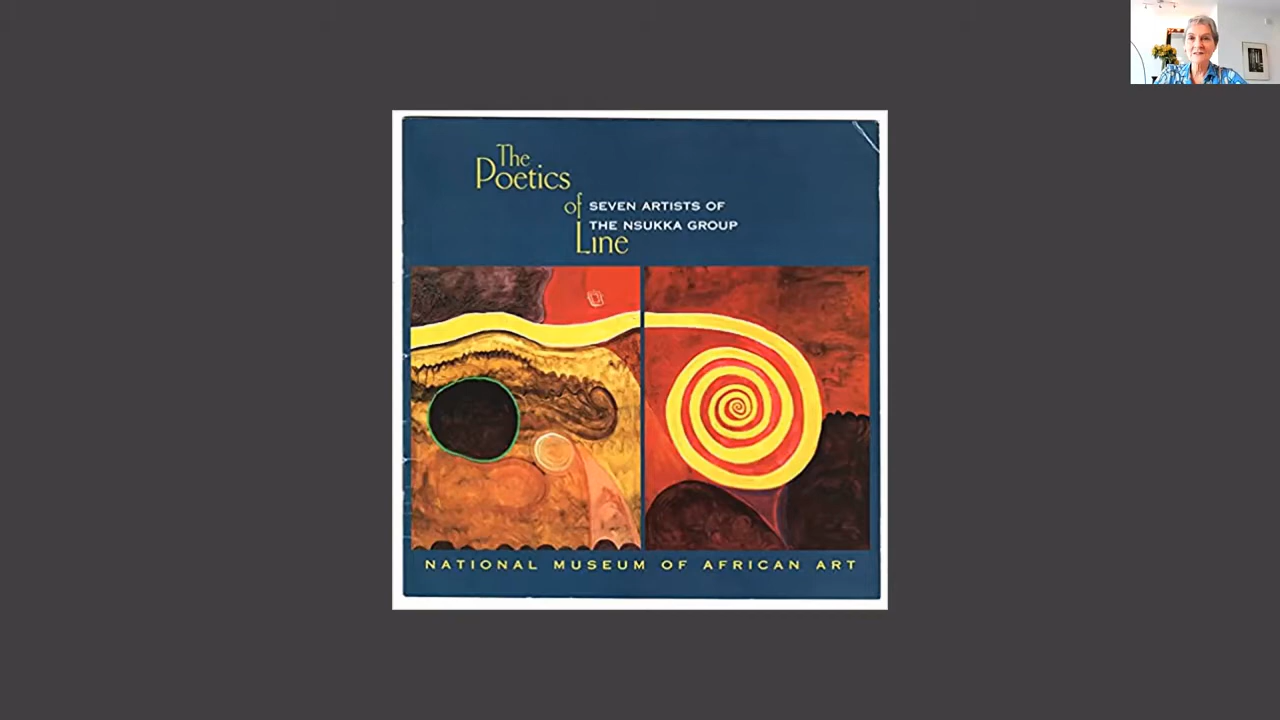 The
Poetics
of
Line
SEVEN ARTISTS OF
THE NSUKKA GROUP
NATIONAL MUSEUM OF AFRICAN ART